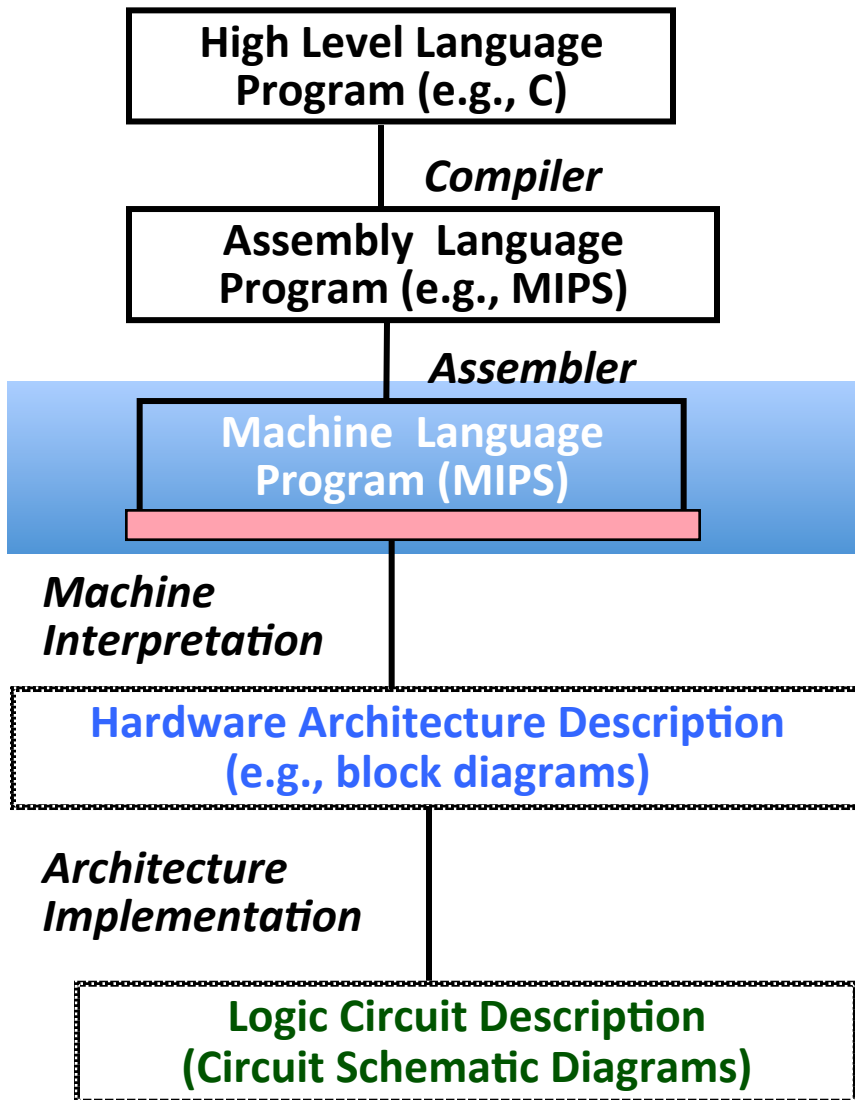 High Level Language
Program (e.g., C)
Compiler
Assembly Language
Program (e.g., MIPS)
Assembler
Machine Language
Program (MIPS)
Machine
Interpretation
Hardware Architecture Description
(e.g., block diagrams)
Architecture
Implementation
Logic Circuit Description
(Circuit Schematic Diagrams)